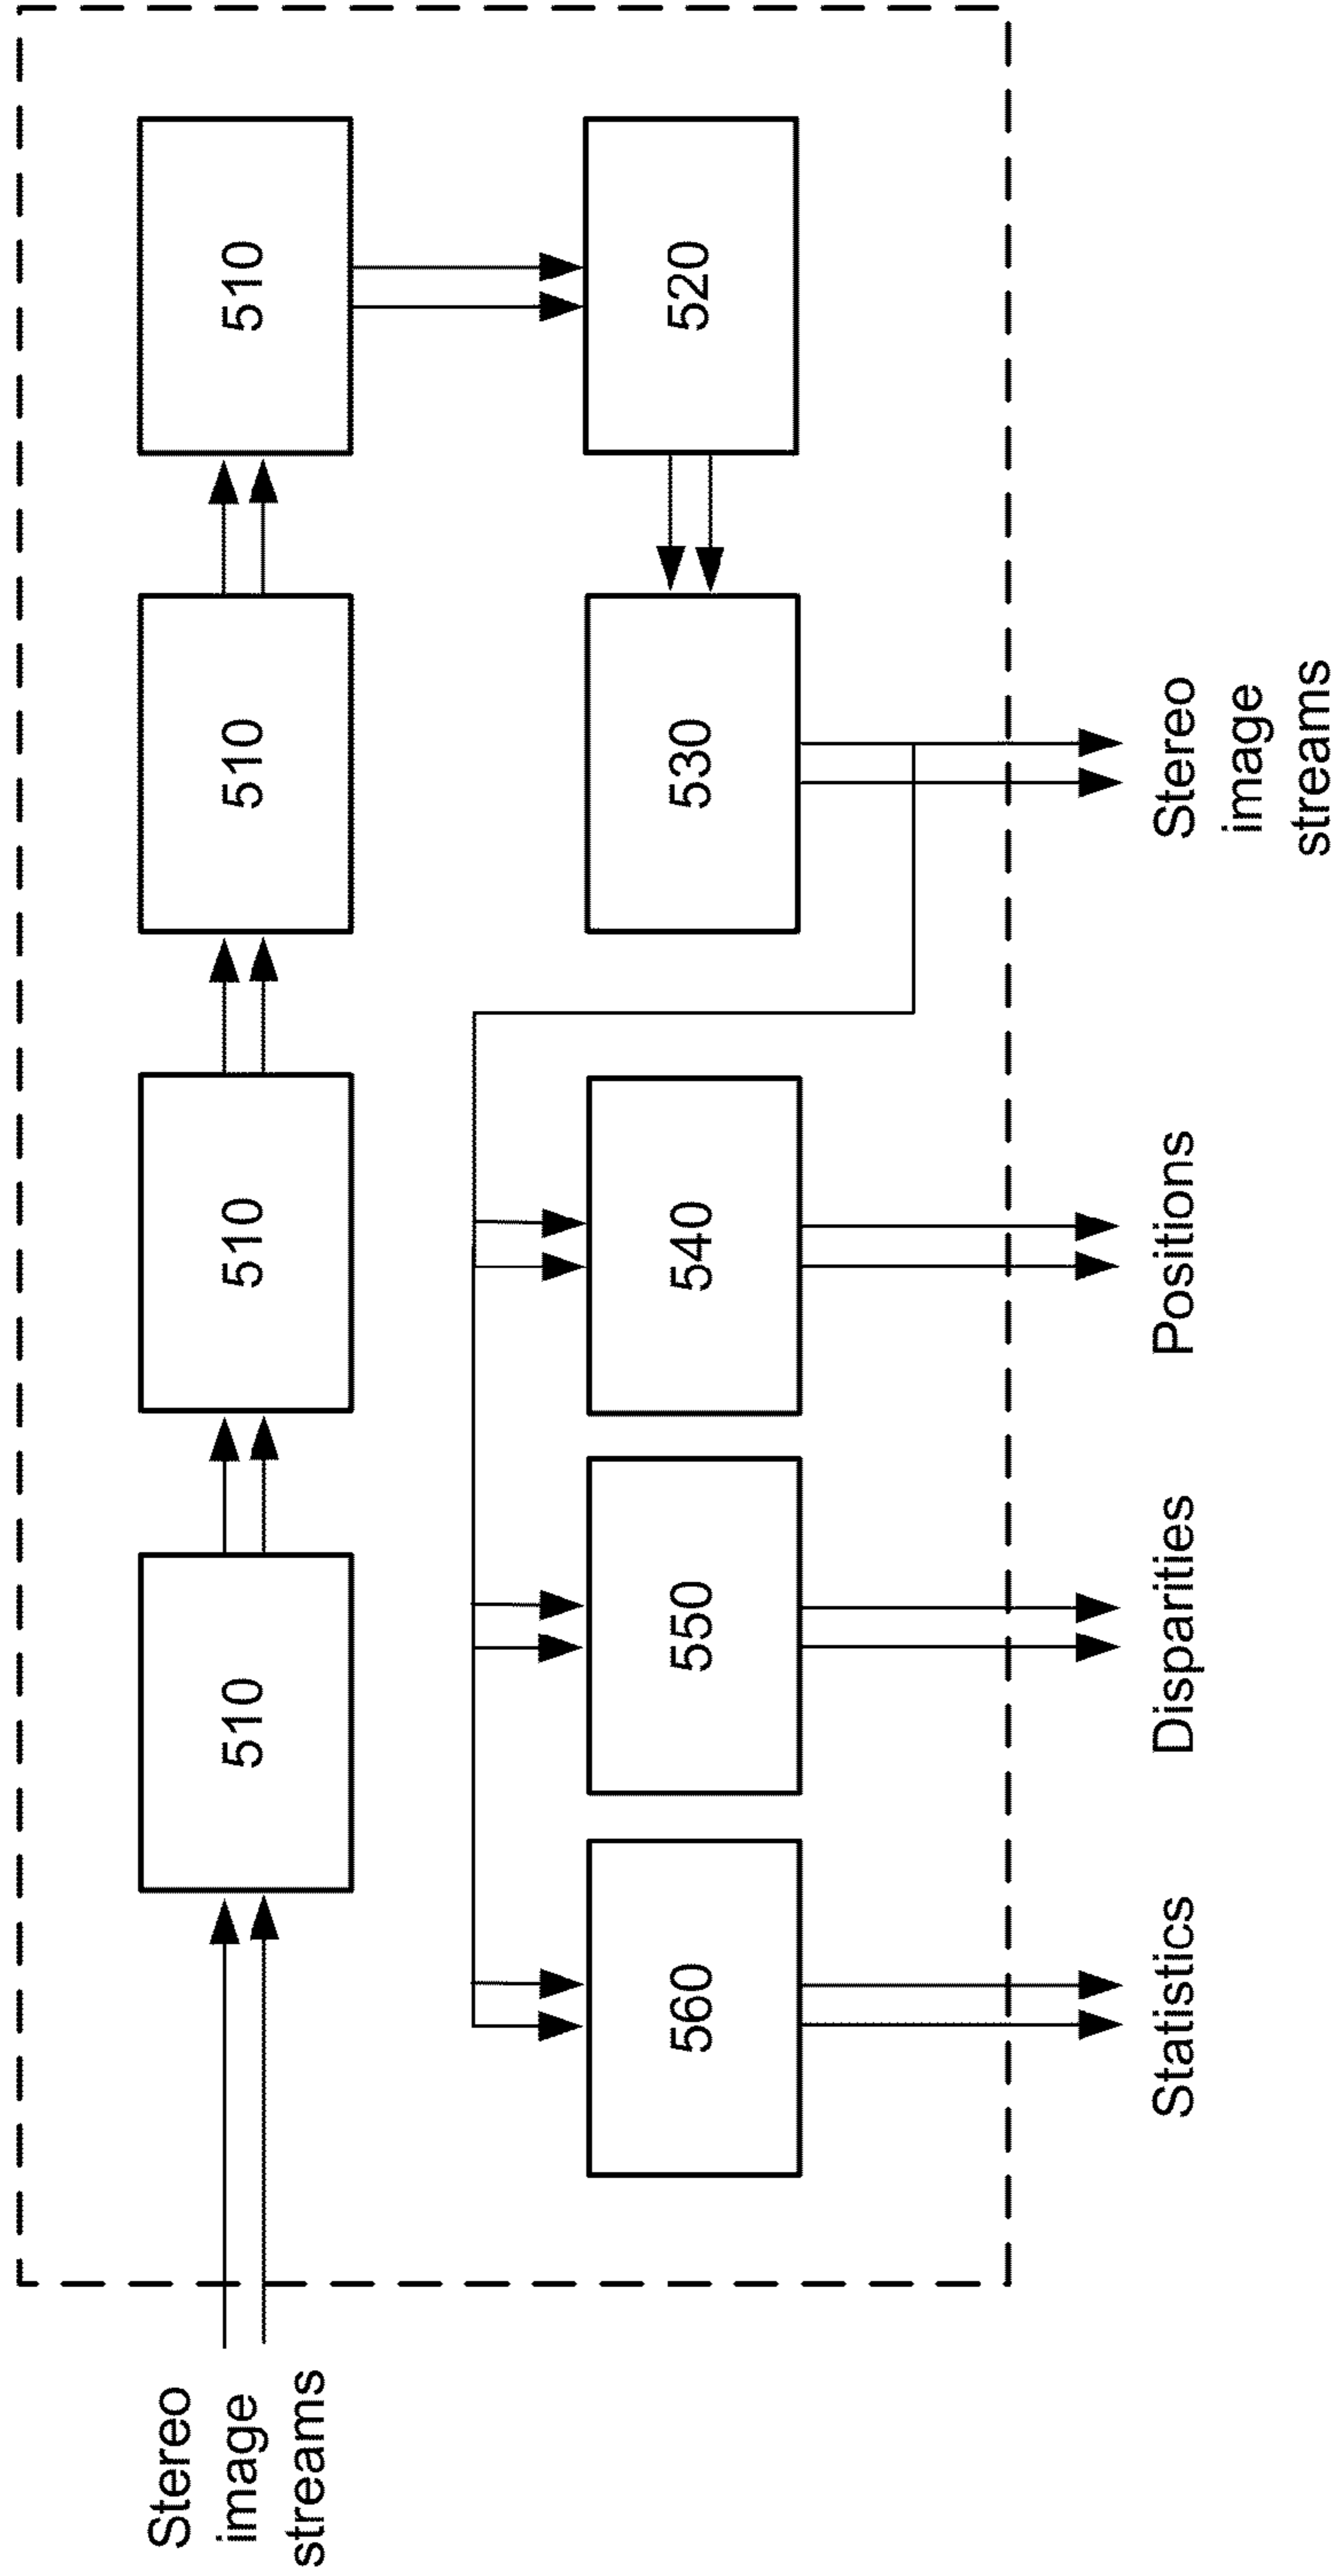 Stereo
image
streams
510
510
510
510
560
550
540
530
520
Statistics
Disparities
Positions
Stereo
image
streams